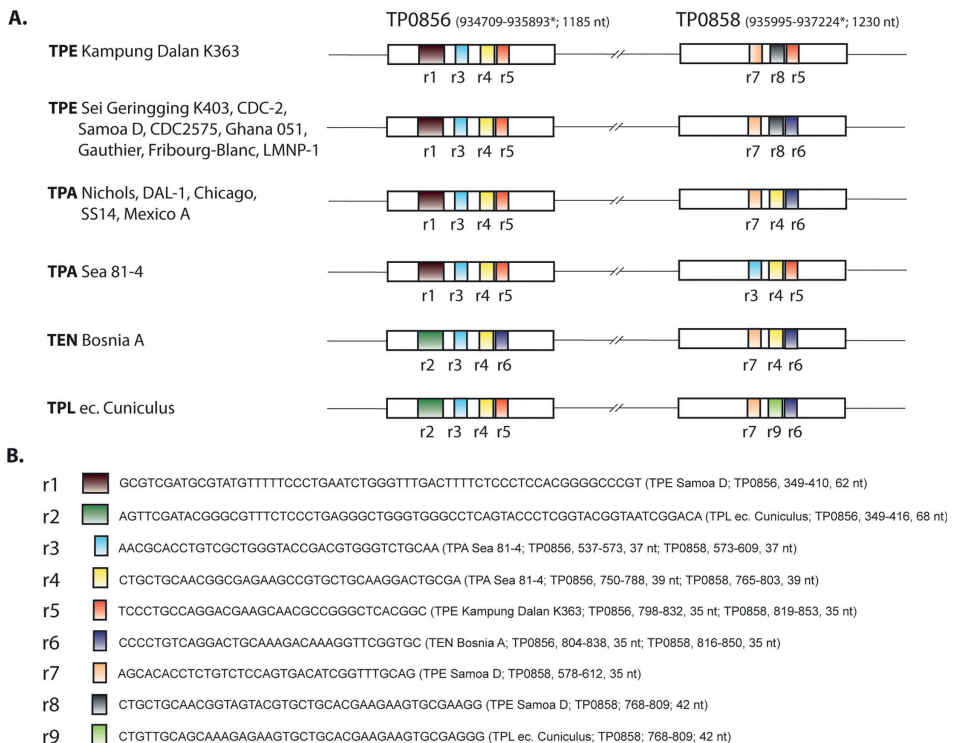 A.
TP0856 (934709-935893*; 1185 nt) TP0858 (935995-937224*; 1230 nt)
TPE Kampung Dalan K363
r1 r3 r4 r5 r7 r8 r5
TPE Sei Geringging K403, CDC-2,
Samoa D, CDC2575, Ghana 051,
Gauthier, Fribourg-Blanc, LMNP-1
r1 r3 r4 r5 r7 r8 r6
TPA Nichols, DAL-1, Chicago,
SS14, Mexico A
r1 r3 r4 r5 r7 r4 r6
TPA Sea 81-4
r1 r3 r4 r5 r3 r4 r5
TEN Bosnia A
r2 r3 r4 r6 r7 r4 r6
TPL ec. Cuniculus
r2 r3 r4 r5 r7 r9 r6
B.
r1 GCGTCGATGCGTATGTTTTTCCCTGAATCTGGGTTTGACTTTTCTCCCTCCACGGGGCCCGT (TPE Samoa D; TP0856, 349-410, 62 nt)
r2 AGTTCGATACGGGCGTTTCTCCCTGAGGGCTGGGTGGGCCTCAGTACCCTCGGTACGGTAATCGGACA (TPL ec. Cuniculus; TP0856, 349-416, 68 nt)
r3 AACGCACCTGTCGCTGGGTACCGACGTGGGTCTGCAA (TPA Sea 81-4; TP0856, 537-573, 37 nt; TP0858, 573-609, 37 nt)
r4 CTGCTGCAACGGCGAGAAGCCGTGCTGCAAGGACTGCGA (TPA Sea 81-4; TP0856, 750-788, 39 nt; TP0858, 765-803, 39 nt)
r5 TCCCTGCCAGGACGAAGCAACGCCGGGCTCACGGC (TPE Kampung Dalan K363; TP0856, 798-832, 35 nt; TP0858, 819-853, 35 nt)
r6 CCCCTGTCAGGACTGCAAAGACAAAGGTTCGGTGC (TEN Bosnia A; TP0856, 804-838, 35 nt; TP0858, 816-850, 35 nt)
r7 AGCACACCTCTGTCTCCAGTGACATCGGTTTGCAG (TPE Samoa D; TP0858, 578-612, 35 nt)
r8 CTGCTGCAACGGTAGTACGTGCTGCACGAAGAAGTGCGAAGG (TPE Samoa D; TP0858; 768-809; 42 nt)
r9 CTGTTGCAGCAAAGAGAAGTGCTGCACGAAGAAGTGCGAGGG (TPL ec. Cuniculus; TP0858; 768-809; 42 nt)